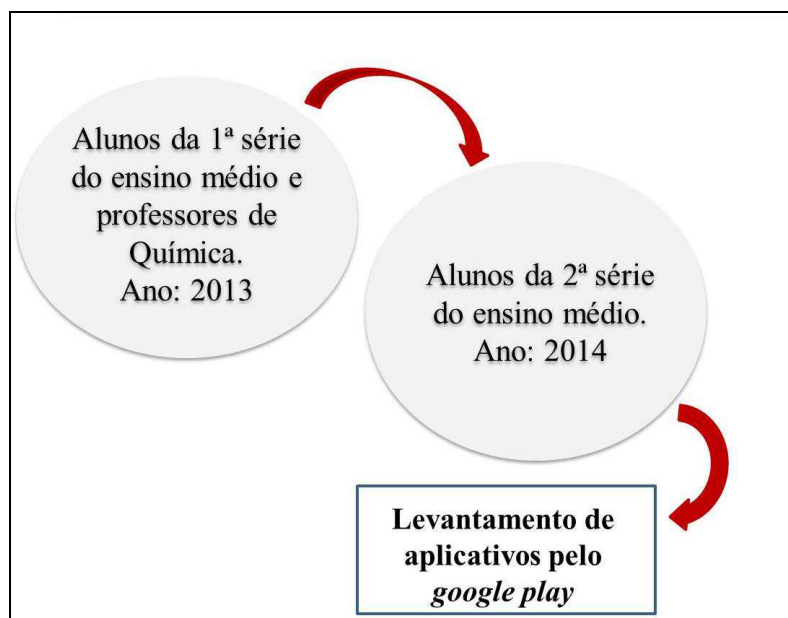 Alunos da 1ª série
do ensino médio e
professores de
Química.
Ano: 2013
Alunos da 2ª série
do ensino médio.
Ano: 2014
Levantamento de
aplicativos pelo
google play